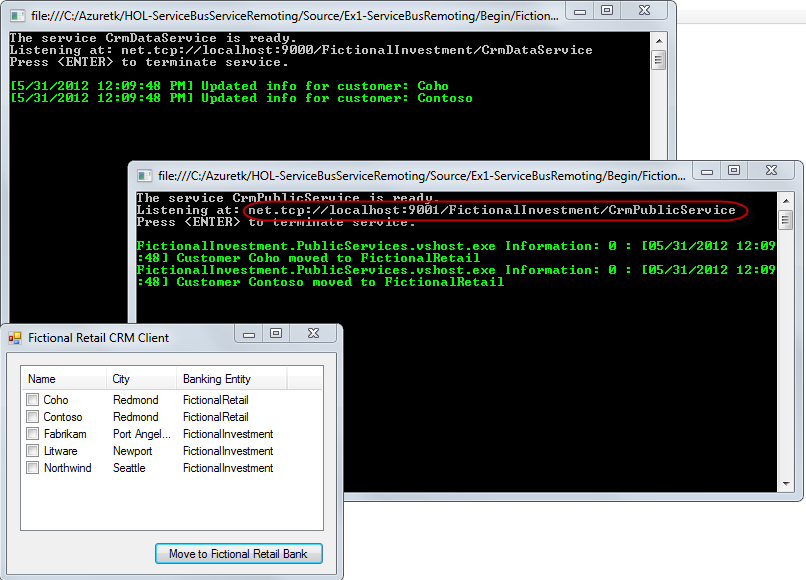 file:///C:/Azuretk/HOL-ServiceBusServiceRemoting/Source/Ex1-ServiceBusRemoting/Begin/Fiction...
The service CrmDataService is ready.
Listening at: net.tcp://localhost:9000/FictionalInvestment/CrmDataService
Press <ENTER> to terminate service.
[5/31/2012 12:09:48 PM] Updated info for customer: Coho
[5/31/2012 12:09:48 PM] Updated info for customer: Contoso
file:///C:/Azuretk/HOL-ServiceBusServiceRemoting/Source/Ex1-ServiceBusRemoting/Begin/Fiction...
The service CrmPublicService is ready.
Listening at: net.tcp://localhost:9001/FictionalInvestment/CrmPublicService
Press <ENTER> to terminate service.
FictionalInvestment.PublicServices.vshost.exe Information: 0 : [05/31/2012 12:09
:48] Customer Coho moved to FictionalRetail
FictionalInvestment.PublicServices.vshost.exe Information: 0 : [05/31/2012 12:09
:48] Customer Contoso moved to FictionalRetail
Fictional Retail CRM Client
Name City Banking Entity
Coho Redmond FictionalRetail
Contoso Redmond FictionalRetail
Fabrikam Port Angel... FictionalInvestment
Litware Newport FictionalInvestment
Northwind Seattle FictionalInvestment
Move to Fictional Retail Bank